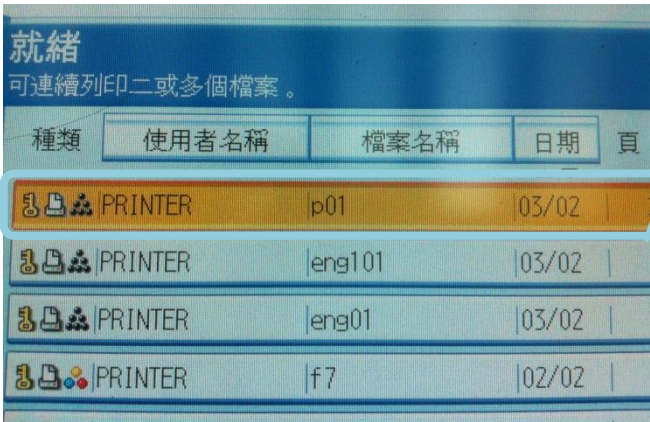 就緒
可連續列印二或多個檔案。
種類 使用者名稱 檔案名稱 日期 頁
PRINTER p01 03/02
PRINTER eng101 03/02
PRINTER eng01 03/02
PRINTER f7 02/02